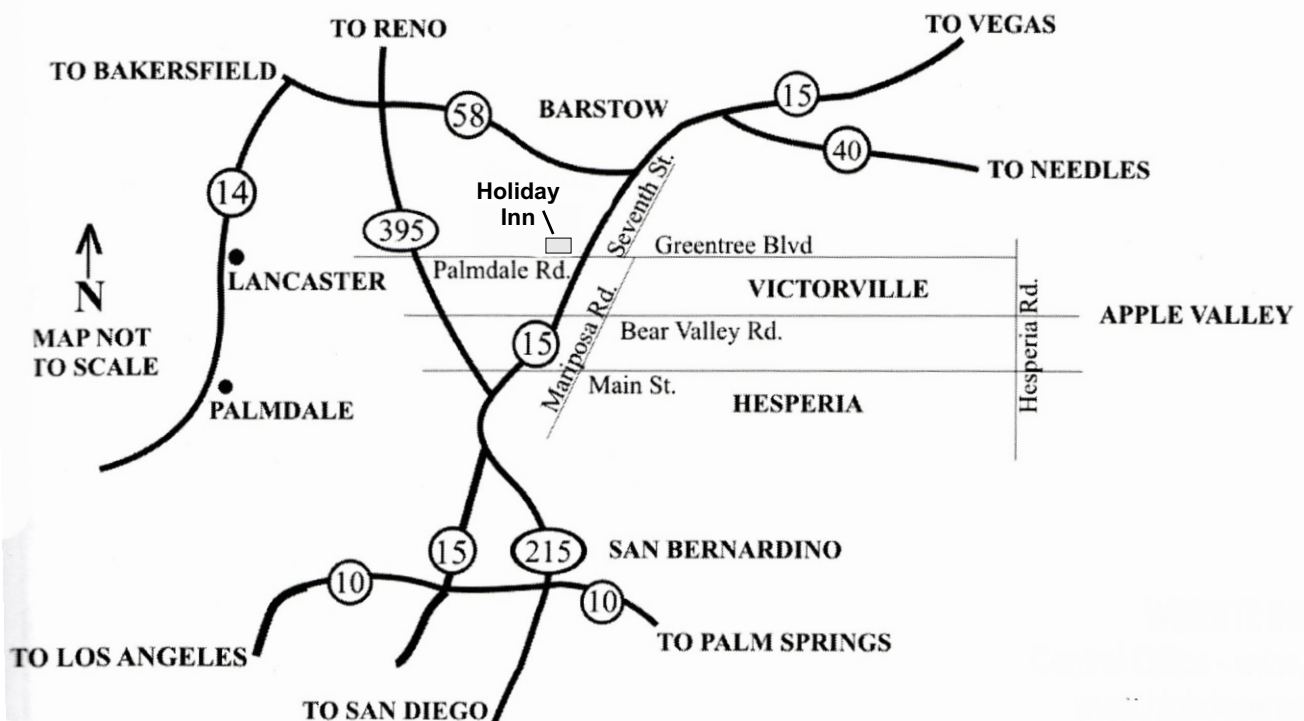 TO RENO
TO VEGAS
TO BAKERSFIELD
15
58
BARSTOW
40
TO NEEDLES
14
Holiday
Inn
Seventh St.
395
Greentree Blvd
Palmdale Rd.
LANCASTER
N
MAP NOT
TO SCALE
VICTORVILLE
Hesperia Rd.
APPLE VALLEY
Mariposa Rd.
Bear Valley Rd.
15
Main St.
PALMDALE
HESPERIA
15
215
SAN BERNARDINO
10
10
TO PALM SPRINGS
TO LOS ANGELES
TO SAN DIEGO